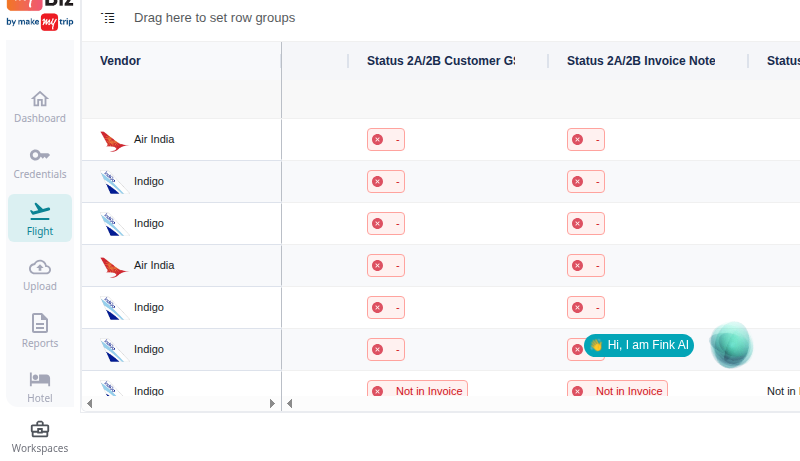 my Biz
by make my trip
Drag here to set row groups
Vendor
Status 2A/2B Customer
Status 2A/2B Invoice Note
Dashboard
Credentials
Flight
Upload
Reports
Hotel
Workspaces
Air India
-
-
Indigo
-
-
Indigo
-
-
Air India
-
-
Indigo
-
-
Indigo
-
👋 Hi, I am Fink AI
Indigo
Not in Invoice
Not in Invoice
Not in